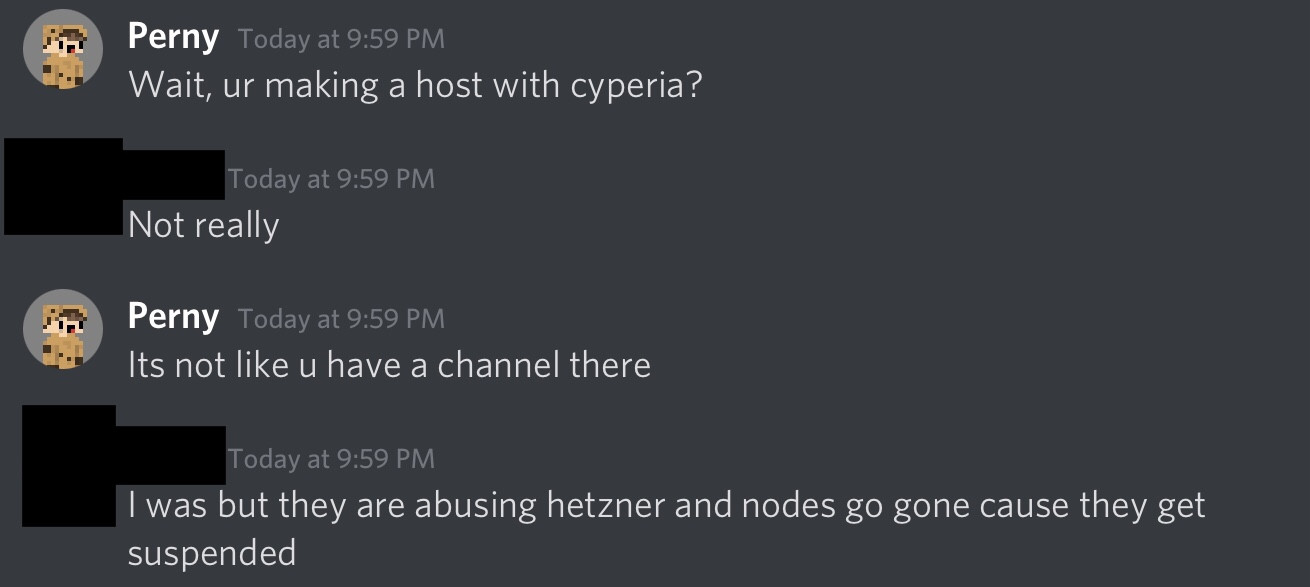 Perny Today at 9:59 PM
Wait, ur making a host with cyperia?
Today at 9:59 PM
Not really
Perny Today at 9:59 PM
Its not like u have a channel there
Today at 9:59 PM
I was but they are abusing hetzner and nodes go gone cause they get
suspended